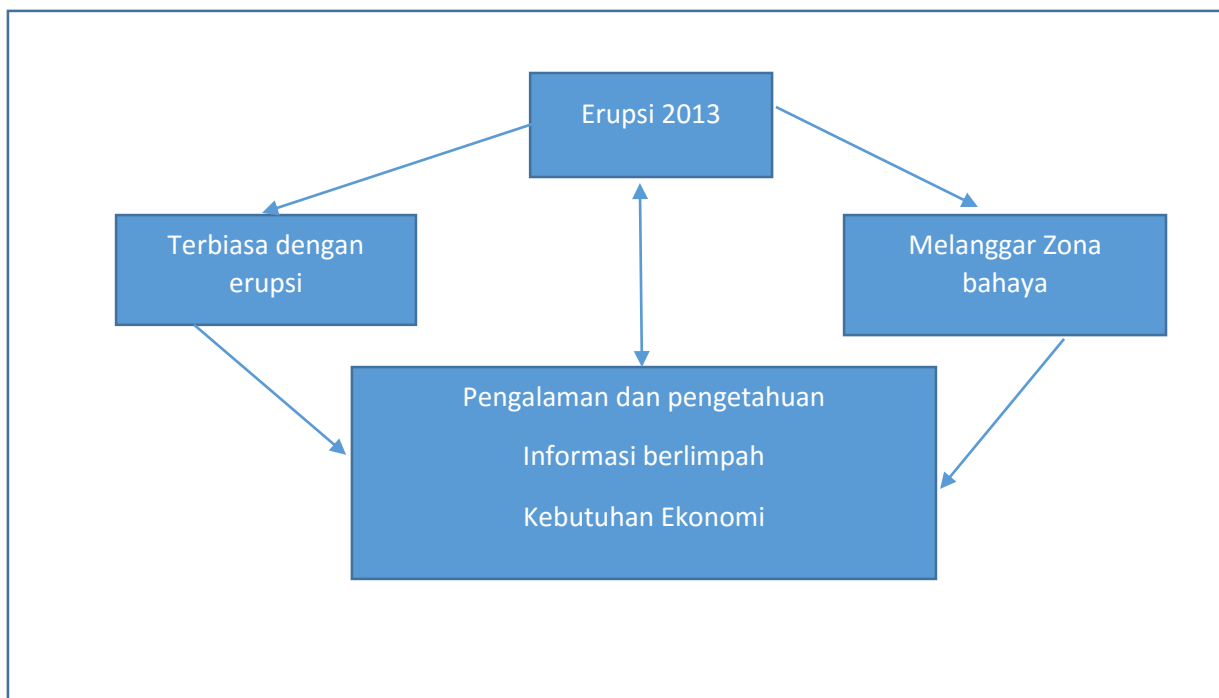 Erupsi 2013
Terbiasa dengan
erupsi
Melanggar Zona
bahaya
Pengalaman dan pengetahuan
Informasi berlimpah
Kebutuhan Ekonomi